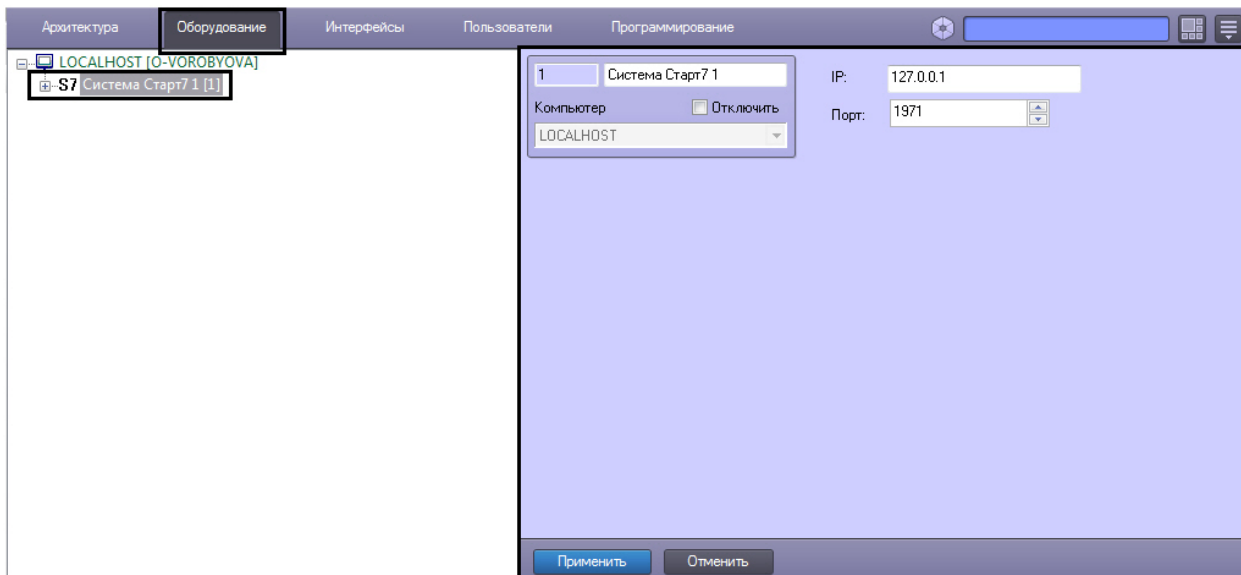 Архитектура Оборудование Интерфейсы Пользователи Программирование
LOCALHOST [O-VOROBYOVA]
S7 Система Старт7 1 [1]
1 Система Старт7 1
Компьютер Отключить
LOCALHOST
IP: 127.0.0.1
Порт: 1971
Применить Отменить